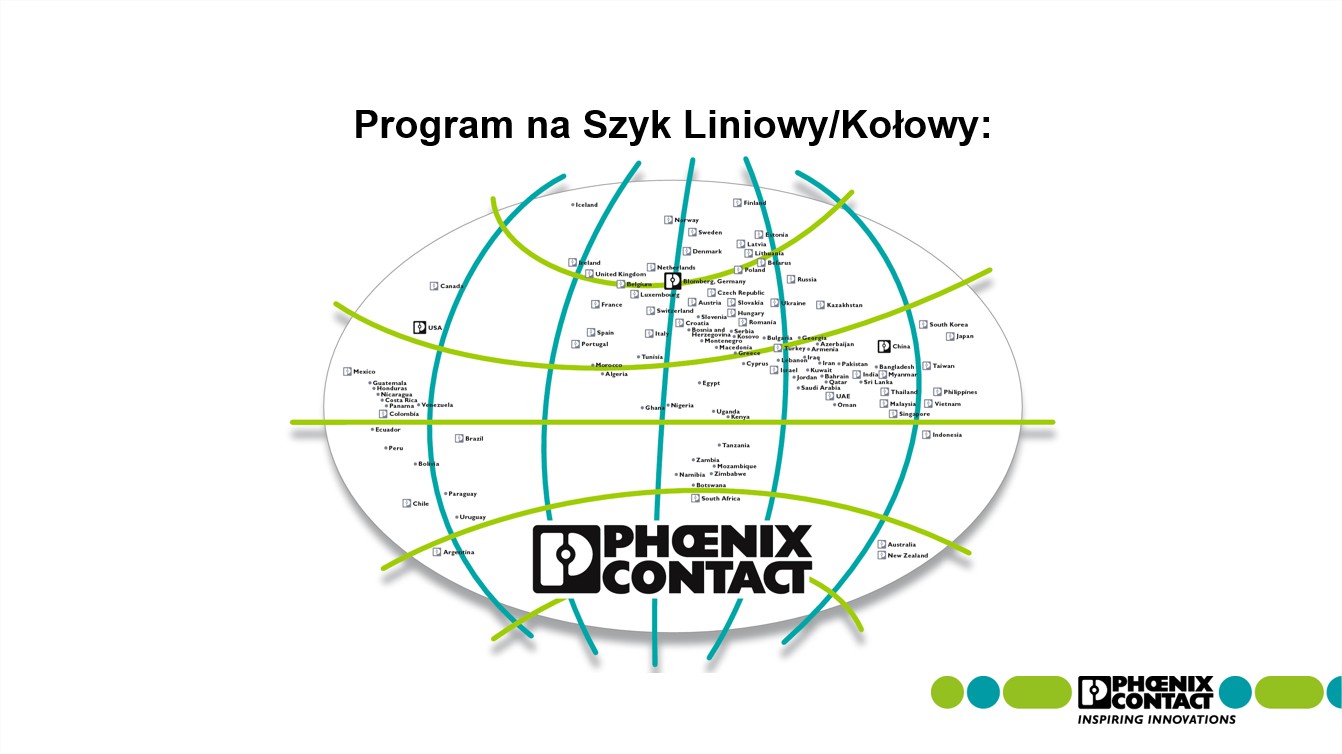 Program na Szyk Liniowy/Kołowy:
Iceland
Finland
Norway
Sweden
Estonia
Latvia
Denmark
Lithuania
Ireland
Netherlands
Belarus
United Kingdom
Poland
Belgium
Blomberg, Germany
Russia
Canada
Luxembourg
Czech Republic
France
Austria
Slovakia
Ukraine
Kazakhstan
Switzerland
Slovenia
Hungary
Croatia
Romania
South Korea
USA
Spain
Italy
Bosnia and
Herzegovina
Serbia
Kosovo
Bulgaria
Georgia
Japan
Montenegro
Portugal
Macedonia
Turkey
Azerbaijan
Armenia
China
Greece
Tunisia
Morocco
Cyprus
Lebanon
Iraq
Iran
Pakistan
Bangladesh
Taiwan
Mexico
Algeria
Israel
Kuwait
India
Myanmar
Jordan
Bahrain
Guatemala
Egypt
Qatar
Sri Lanka
Honduras
Saudi Arabia
Nicaragua
UAE
Thailand
Philippines
Costa Rica
Panama
Venezuela
Ghana
Nigeria
Oman
Malaysia
Vietnam
Colombia
Uganda
Kenya
Singapore
Ecuador
Brazil
Indonesia
Peru
Tanzania
Bolivia
Zambia
Mozambique
Namibia
Zimbabwe
Botswana
Paraguay
South Africa
Chile
Uruguay
Argentina
Australia
New Zealand
PHŒNIX
CONTACT
PHŒNIX
CONTACT
INSPIRING INNOVATIONS